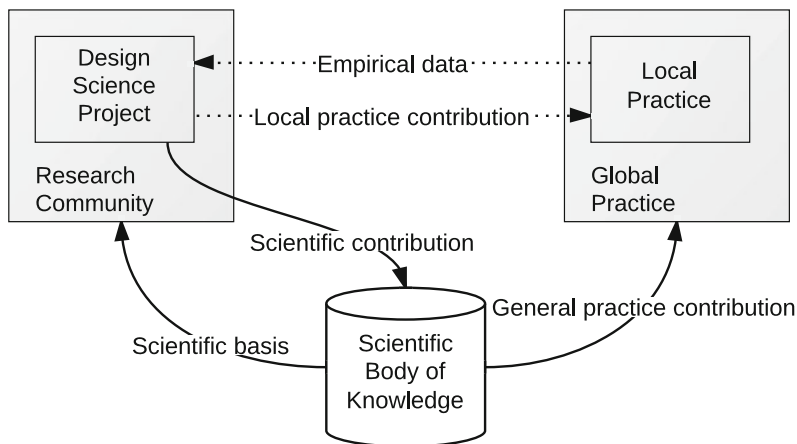 Design
Science
Project
Empirical data
Local
Practice
Local practice contribution
Research
Community
Global
Practice
Scientific contribution
General practice contribution
Scientific basis
Scientific
Body of
Knowledge